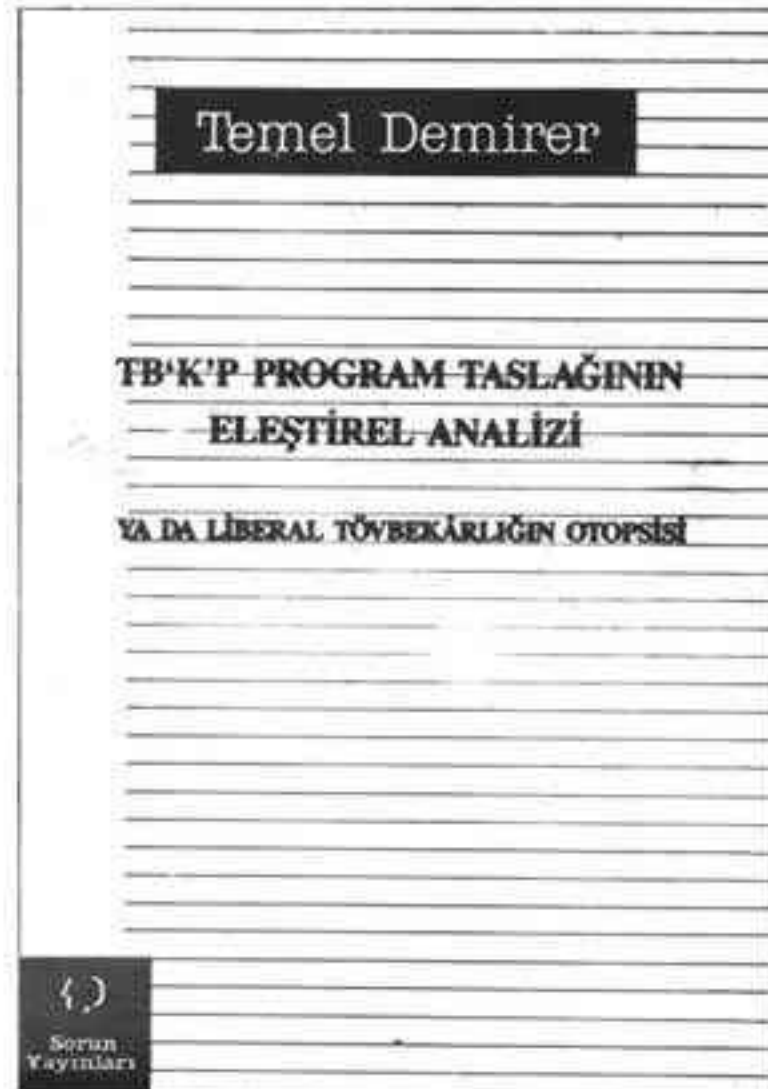 Temel Demirer
TB'K'P PROGRAM TASLAĞININ
ELEŞTİREL ANALİZİ
YA DA LİBERAL TÖVBEKÂRLIĞIN OTOPSİSİ
Sorun
Yayınları